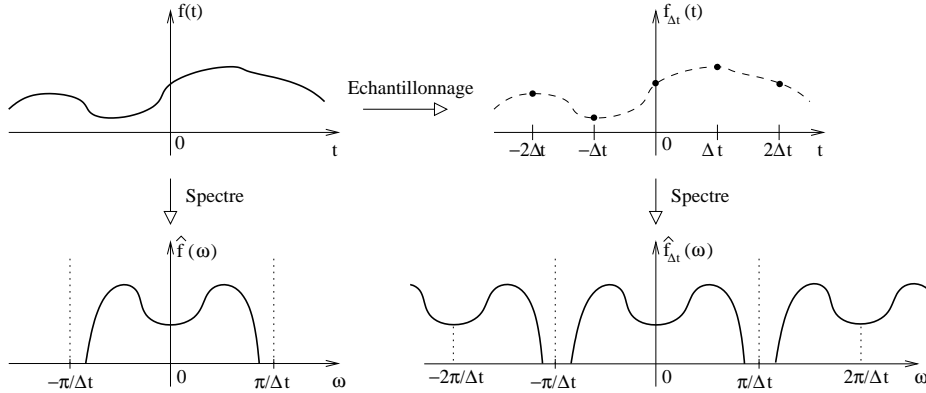 f(t)
f_Δt(t)
Echantillonnage
0
t
−2Δt
−Δt
0
Δt
2Δt
t
Spectre
Spectre
f̂(ω)
f̂_Δt(ω)
−π/Δt
0
π/Δt
ω
−2π/Δt
−π/Δt
0
π/Δt
2π/Δt
ω